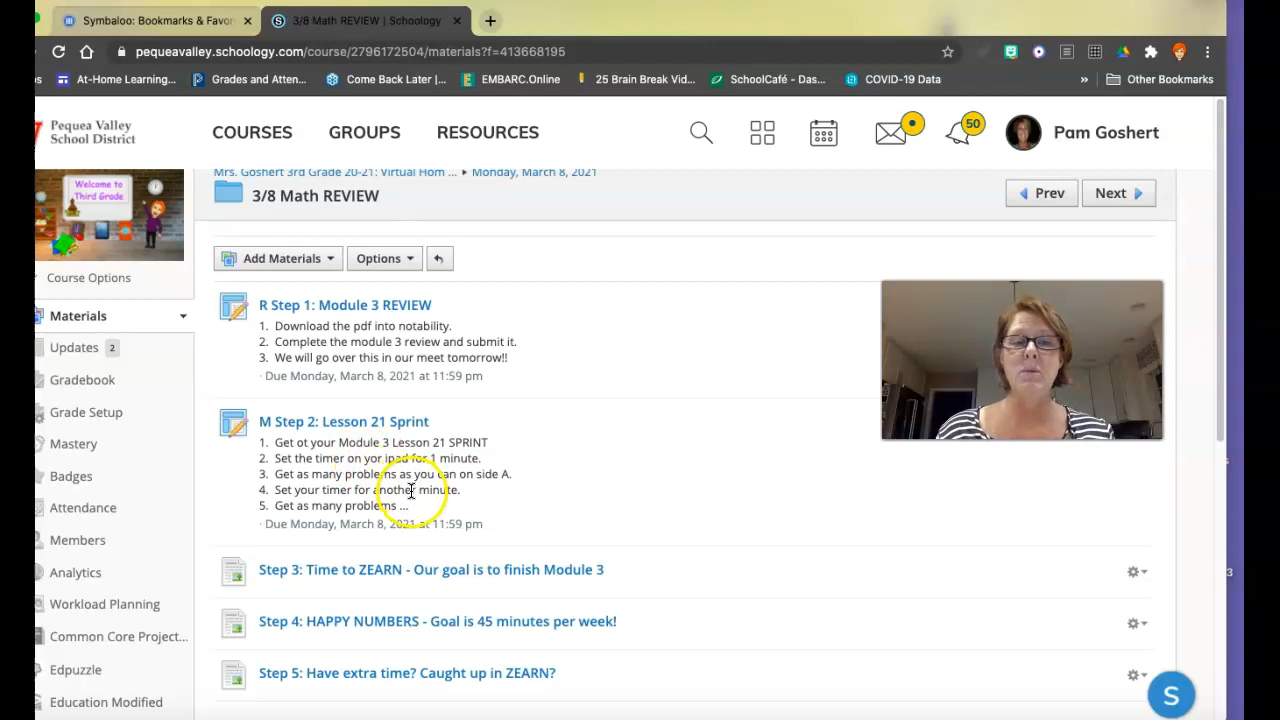 Symbaloo: Bookmarks & Favor
3/8 Math REVIEW | Schoology
pequeavalley.schoology.com/course/2796172504/materials?f=413668195
At-Home Learning...
Grades and Atten...
Come Back Later |...
EMBARC.Online
25 Brain Break Vid...
SchoolCafé - Das...
COVID-19 Data
»
Other Bookmarks
Pequea Valley
School District
COURSES
GROUPS
RESOURCES
50
Pam Goshert
Welcome to
Third Grade
Mrs. Goshert 3rd Grade 20-21: Virtual Hom ... ▸ Monday, March 8, 2021
3/8 Math REVIEW
Prev
Next
Course Options
Materials
Updates 2
Gradebook
Grade Setup
Mastery
Badges
Attendance
Members
Analytics
Workload Planning
Common Core Project...
Edpuzzle
Education Modified
Add Materials
Options
R Step 1: Module 3 REVIEW
1. Download the pdf into notability.
2. Complete the module 3 review and submit it.
3. We will go over this in our meet tomorrow!!
· Due Monday, March 8, 2021 at 11:59 pm
M Step 2: Lesson 21 Sprint
1. Get ot your Module 3 Lesson 21 SPRINT
2. Set the timer on yor ipad for 1 minute.
3. Get as many problems as you can on side A.
4. Set your timer for another minute.
5. Get as many problems ...
· Due Monday, March 8, 2021 at 11:59 pm
Step 3: Time to ZEARN - Our goal is to finish Module 3
Step 4: HAPPY NUMBERS - Goal is 45 minutes per week!
Step 5: Have extra time? Caught up in ZEARN?
S